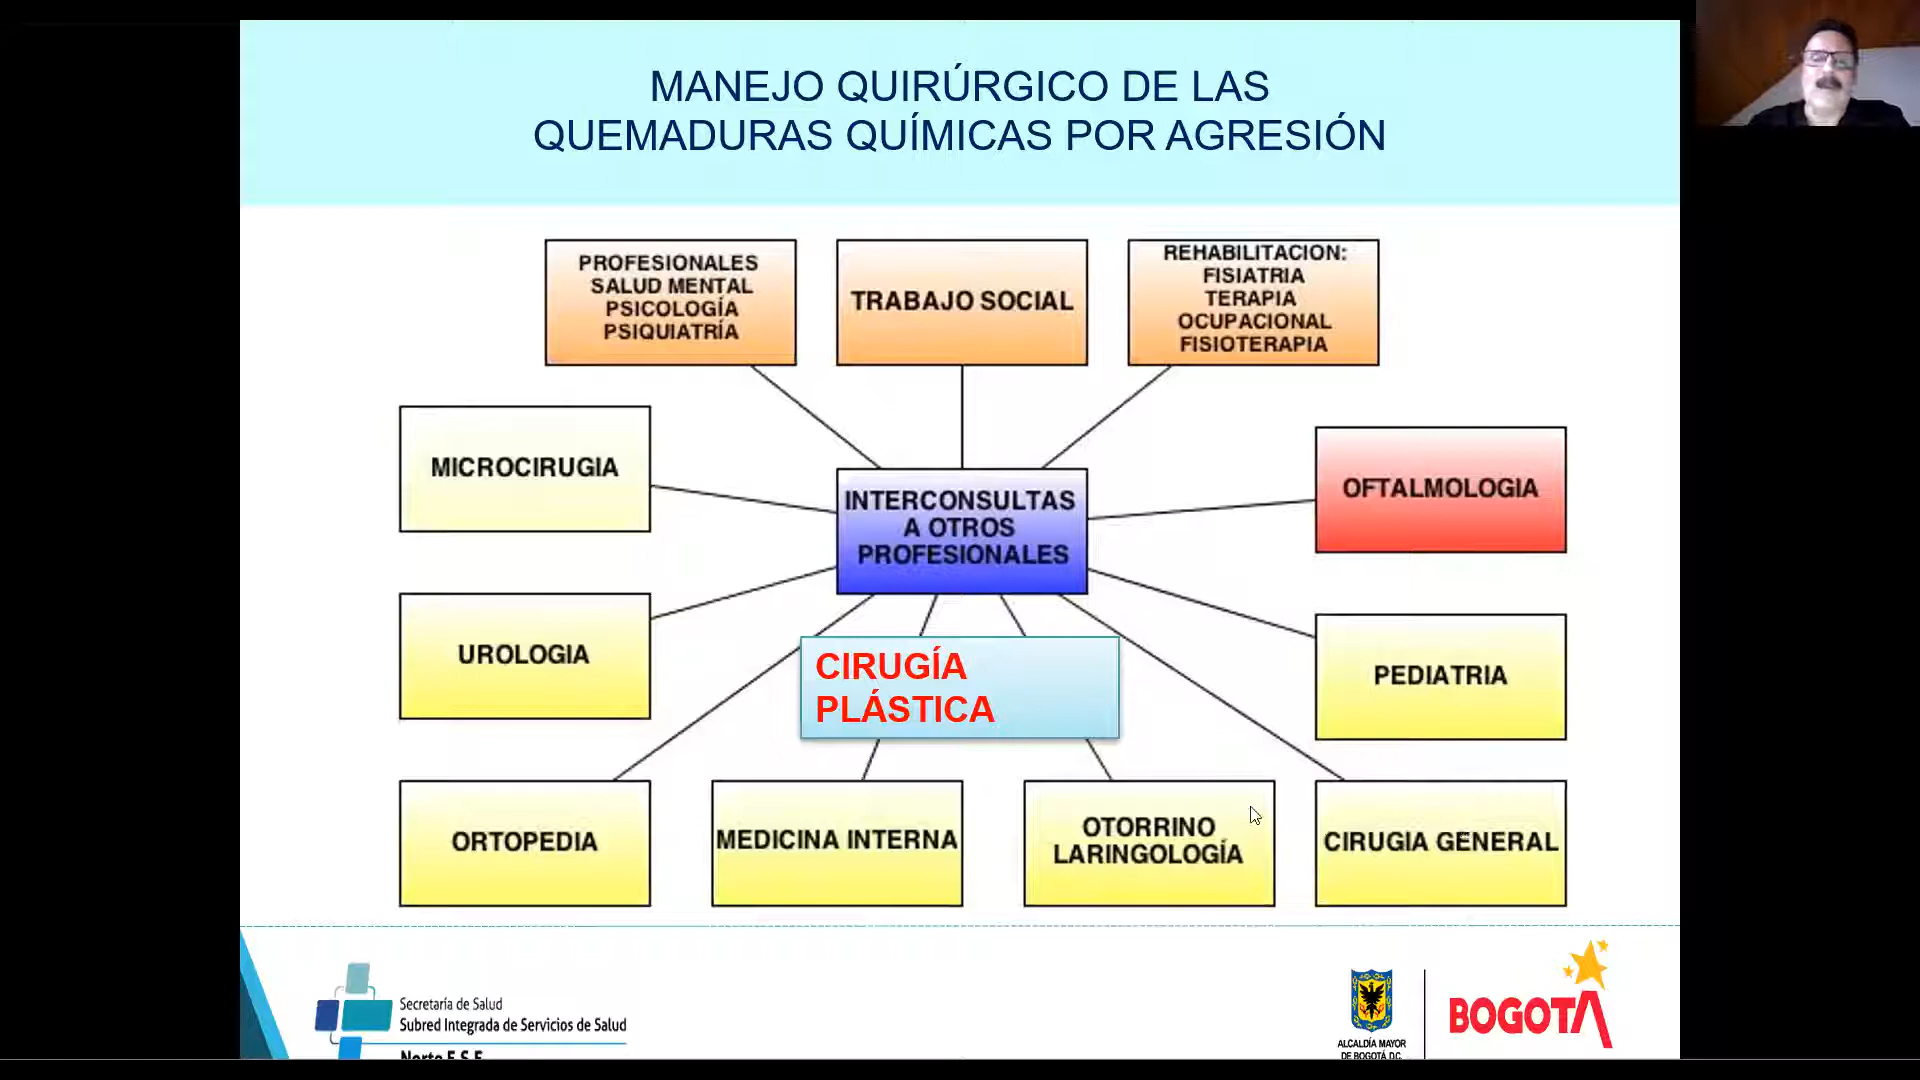 MANEJO QUIRÚRGICO DE LAS
QUEMADURAS QUÍMICAS POR AGRESIÓN
PROFESIONALES
SALUD MENTAL
PSICOLOGÍA
PSIQUIATRÍA
TRABAJO SOCIAL
REHABILITACION:
FISIATRIA
TERAPIA
OCUPACIONAL
FISIOTERAPIA
MICROCIRUGIA
INTERCONSULTAS
A OTROS
PROFESIONALES
OFTALMOLOGIA
UROLOGIA
CIRUGÍA
PLÁSTICA
PEDIATRIA
ORTOPEDIA
MEDICINA INTERNA
OTORRINO
LARINGOLOGÍA
CIRUGIA GENERAL
Secretaría de Salud
Subred Integrada de Servicios de Salud
Norte E.S.E.
ALCALDÍA MAYOR
DE BOGOTÁ D.C.
BOGOTÁ